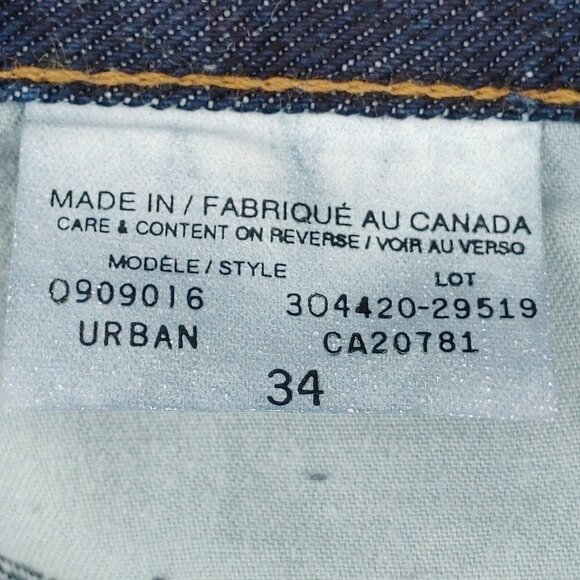 MADE IN / FABRIQUÉ AU CANADA
CARE & CONTENT ON REVERSE / VOIR AU VERSO
MODÈLE / STYLE LOT
0909016 304420-29519
URBAN CA20781
34